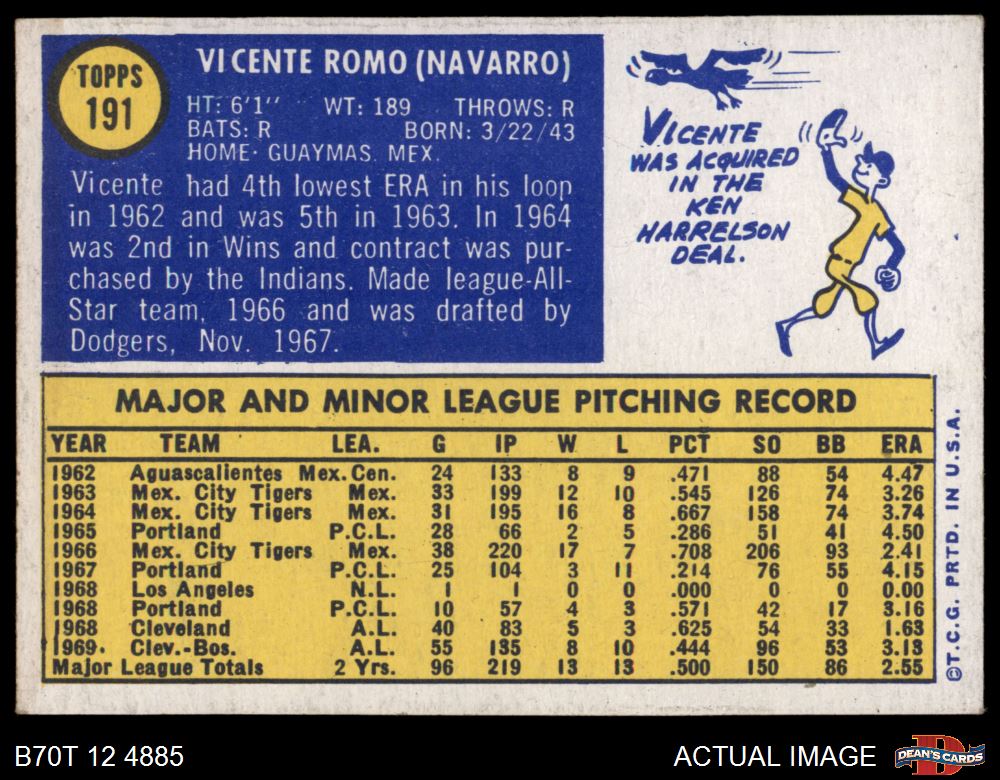 TOPPS
191
VICENTE ROMO (NAVARRO)
HT: 6'1" WT: 189 THROWS: R
BATS: R BORN: 3/22/43
HOME· GUAYMAS. MEX.
Vicente had 4th lowest ERA in his loop
in 1962 and was 5th in 1963. In 1964
was 2nd in Wins and contract was pur-
chased by the Indians. Made league-All-
Star team, 1966 and was drafted by
Dodgers, Nov. 1967.
VICENTE
WAS ACQUIRED
IN THE
KEN
HARRELSON
DEAL.
MAJOR AND MINOR LEAGUE PITCHING RECORD
YEAR TEAM LEA. G IP W L PCT SO BB ERA
1962 Aguascalientes Mex.Cen. 24 133 8 9 .471 88 54 4.47
1963 Mex. City Tigers Mex. 33 199 12 10 .545 126 74 3.26
1964 Mex. City Tigers Mex. 31 195 16 8 .667 158 74 3.74
1965 Portland P.C.L. 28 66 2 5 .286 51 41 4.50
1966 Mex. City Tigers Mex. 38 220 17 7 .708 206 93 2.41
1967 Portland P.C.L. 25 104 3 11 .214 76 55 4.15
1968 Los Angeles N.L. 1 1 0 0 .000 0 0 0.00
1968 Portland P.C.L. 10 57 4 3 .571 42 17 3.16
1968 Cleveland A.L. 40 83 5 3 .625 54 33 1.63
1969· Clev.-Bos. A.L. 55 135 8 10 .444 96 53 3.13
Major League Totals 2 Yrs. 96 219 13 13 .500 150 86 2.55
©T.C.G. PRTD. IN U.S.A.
B70T 12 4885
ACTUAL IMAGE
D
DEAN'S CARDS